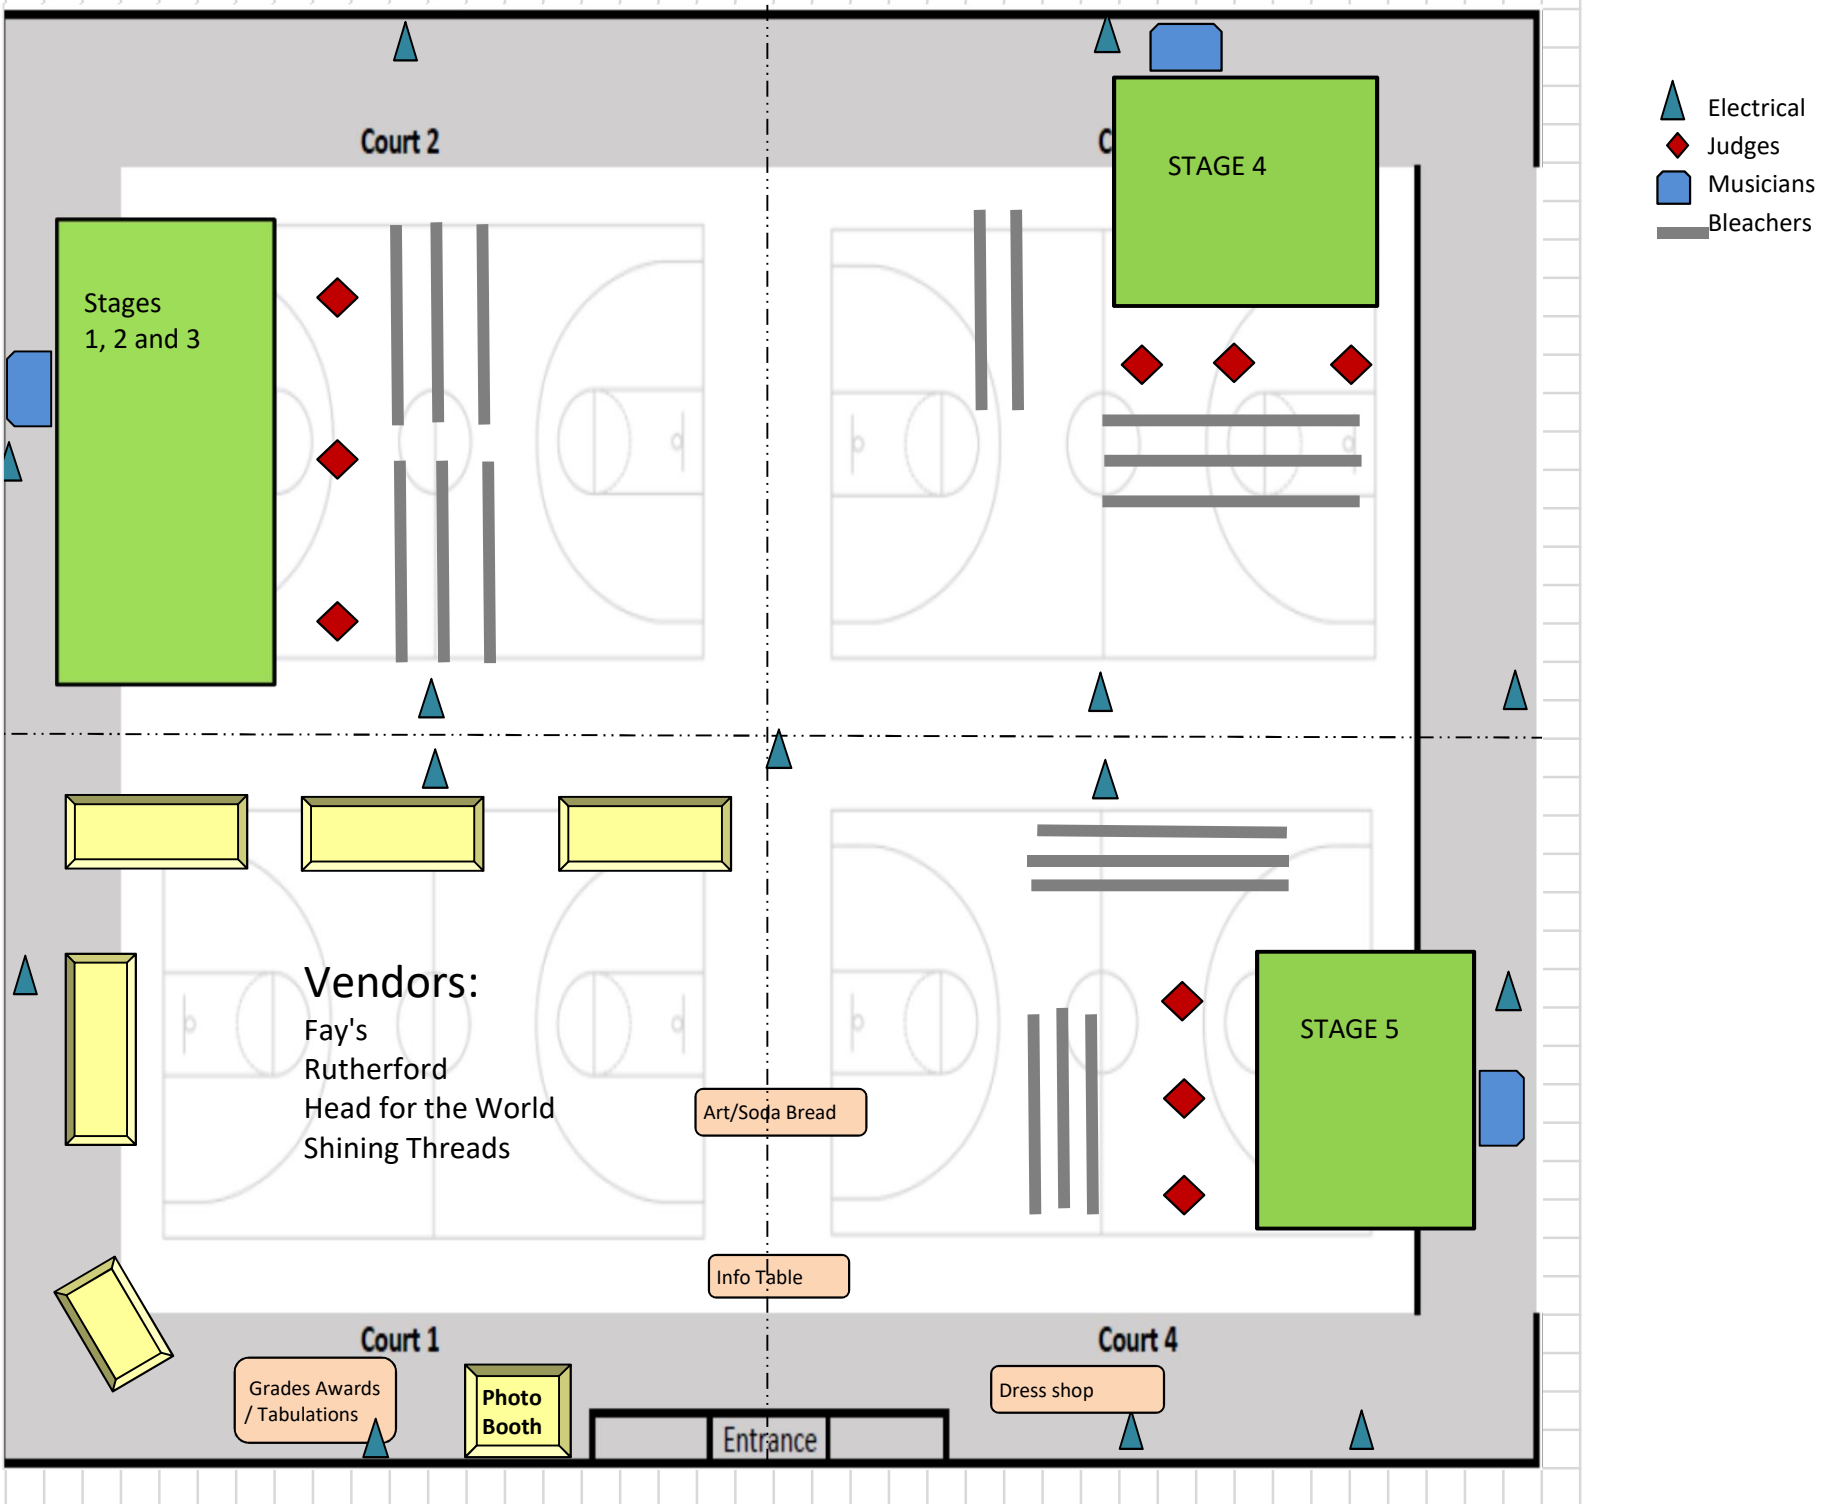 Electrical
Judges
Musicians
Bleachers
Court 2
C
STAGE 4
Stages
1, 2 and 3
Vendors:
Fay's
Rutherford
Head for the World
Shining Threads
STAGE 5
Art/Soda Bread
Info Table
Court 1
Court 4
Grades Awards
/ Tabulations
Photo
Booth
Dress shop
Entrance